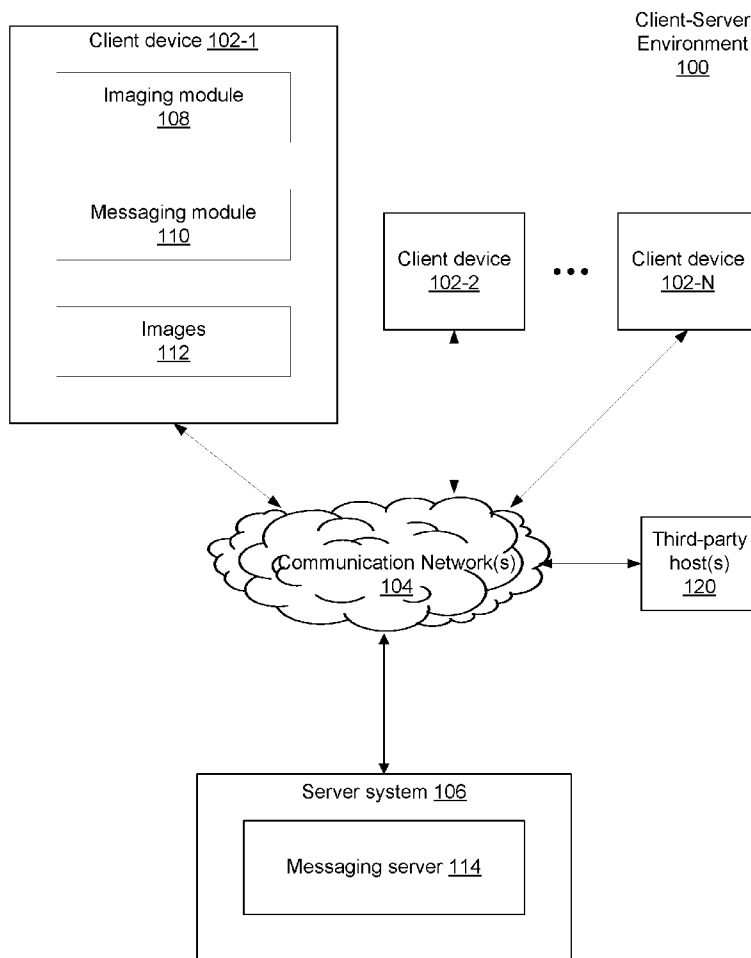 Client device 102-1
Client-Server
Environment
100
Imaging module
108
Messaging module
110
Images
112
Client device
102-2
Client device
102-N
Communication Network(s)
104
Third-party
host(s)
120
Server system 106
Messaging server 114